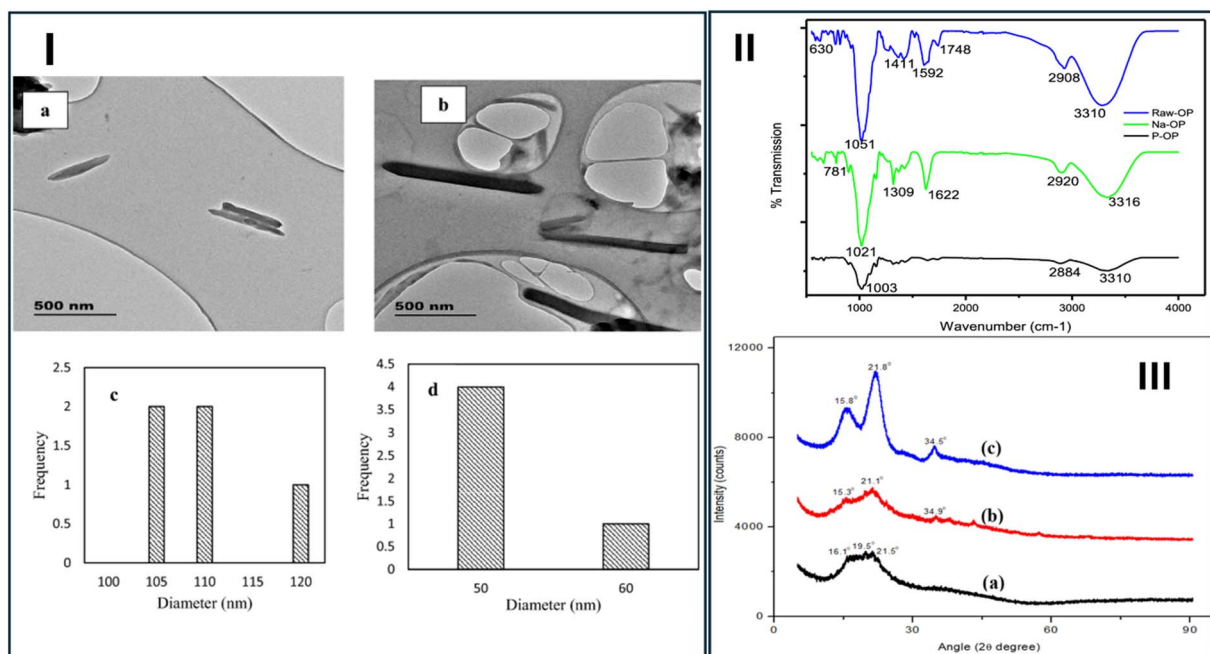 I
a
500 nm
b
500 nm
c
Frequency
2.5
2
1.5
1
0.5
0
100 105 110 115 120
Diameter (nm)
d
Frequency
4.5
4
3.5
3
2.5
2
1.5
1
0.5
0
50 60
Diameter (nm)
II
% Transmission
630 1051 1411 1592 1748 2908 3310
781 1021 1309 1622 2920 3316
1003 2884 3310
Raw-OP
Na-OP
P-OP
1000 2000 3000 4000
Wavenumber (cm-1)
III
Intensity (counts)
12000
8000
4000
0
15.8° 21.8° 34.5°
(c)
15.3° 21.1° 34.9°
(b)
16.1° 19.5° 21.5°
(a)
0 30 60 90
Angle (2θ degree)